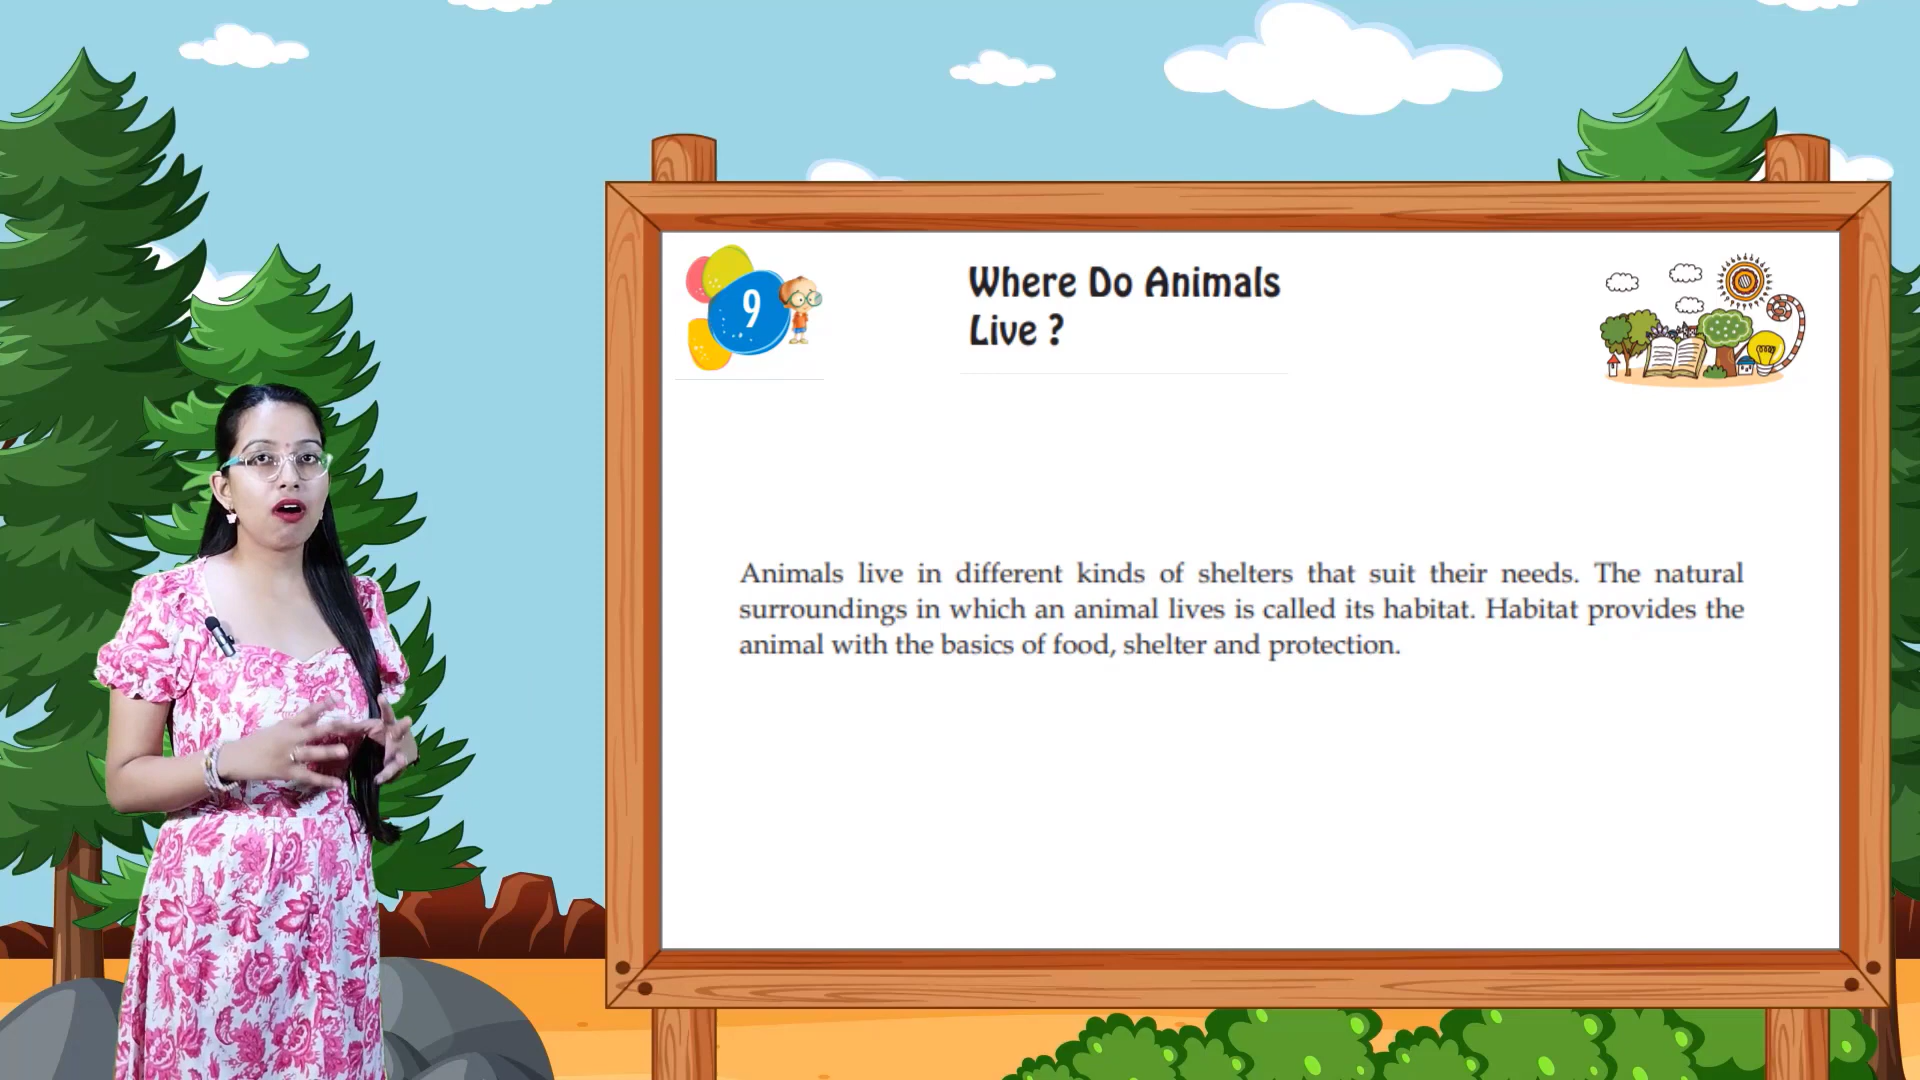 9
Where Do Animals
Live ?
Animals live in different kinds of shelters that suit their needs. The natural
surroundings in which an animal lives is called its habitat. Habitat provides the
animal with the basics of food, shelter and protection.